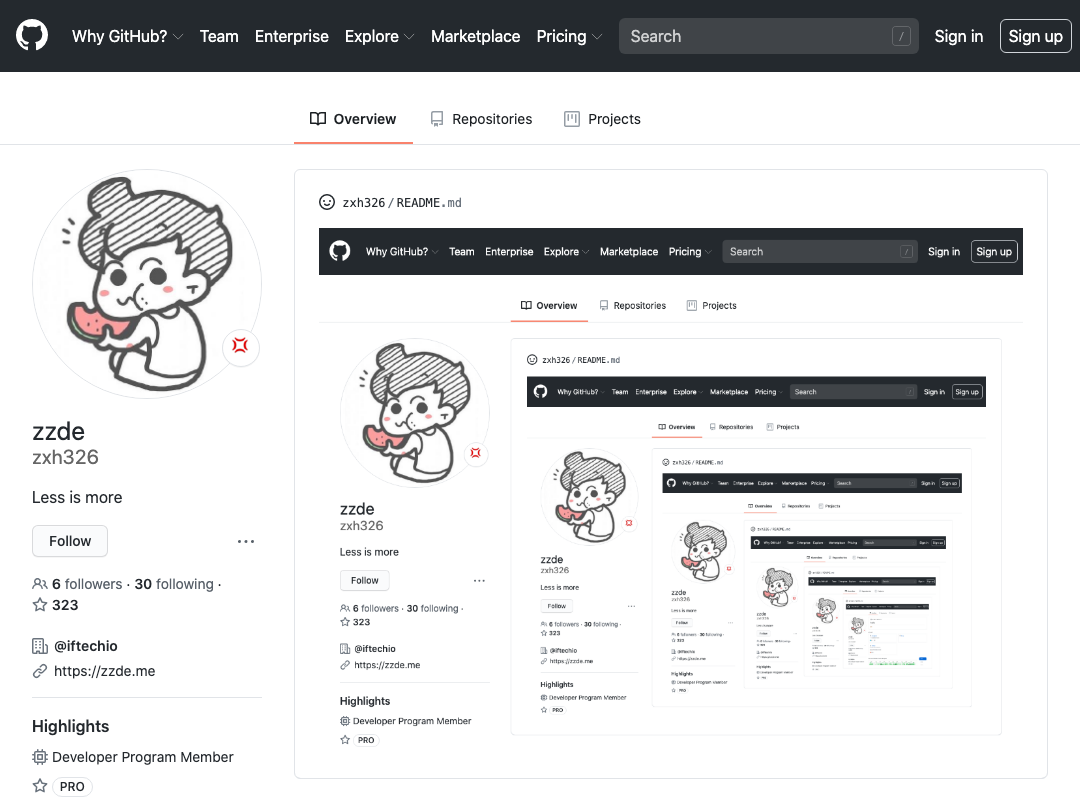 Why GitHub? Team Enterprise Explore Marketplace Pricing Search / Sign in Sign up
Overview Repositories Projects
zxh326/README.md
zzde
zxh326
Less is more
Follow
6 followers · 30 following ·
323
@iftechio
https://zzde.me
Highlights
Developer Program Member
PRO
Why GitHub? Team Enterprise Explore Marketplace Pricing Search / Sign in Sign up
Overview Repositories Projects
zxh326/README.md
zzde
zxh326
Less is more
Follow
6 followers · 30 following ·
323
@iftechio
https://zzde.me
Highlights
Developer Program Member
PRO
Why GitHub? Team Enterprise Explore Marketplace Pricing Search Sign in Sign up
Overview Repositories Projects
zxh326/README.md
zzde
zxh326
Less is more
Follow
6 followers · 30 following ·
323
@iftechio
https://zzde.me
Highlights
Developer Program Member
PRO
Why GitHub? Team Enterprise Explore Marketplace Pricing Search Sign in Sign up
Overview Repositories Projects
zxh326/README.md
zzde
zxh326
Less is more
Follow
6 followers · 30 following ·
323
@iftechio
https://zzde.me
Highlights
Developer Program Member
PRO